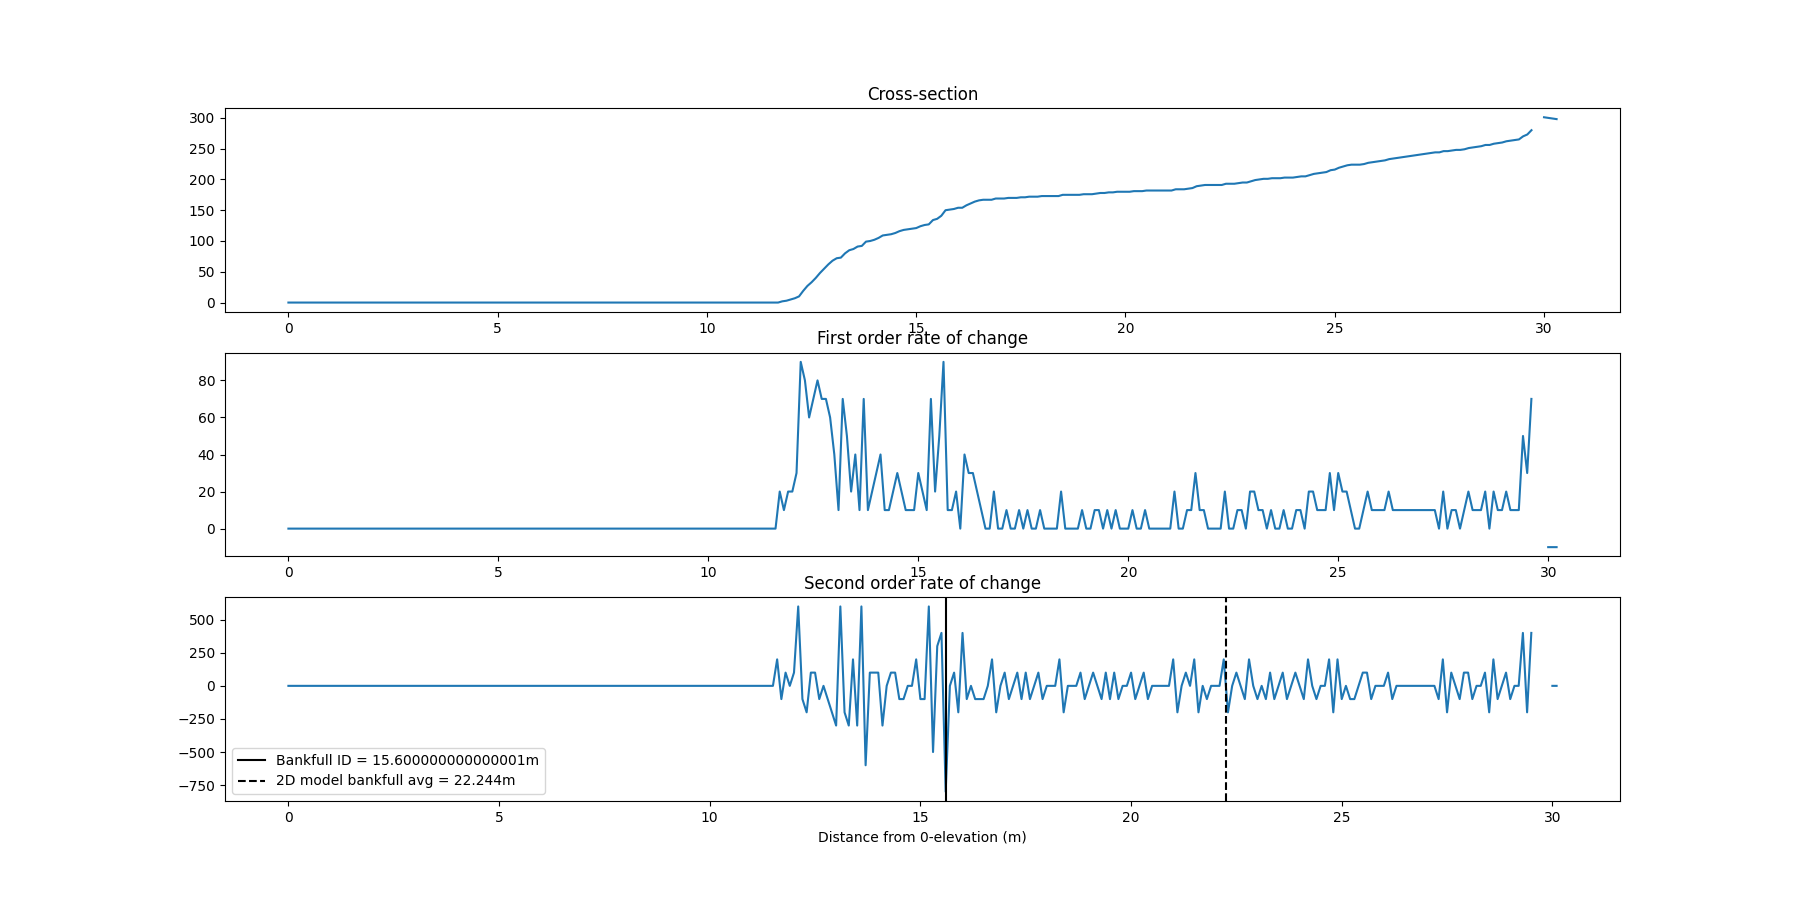 Cross-section
300
250
200
150
100
50
0
0 5 10 15 20 25 30
First order rate of change
80
60
40
20
0
0 5 10 15 20 25 30
Second order rate of change
500
250
0
−250
−500
−750
Bankfull ID = 15.600000000000001m
2D model bankfull avg = 22.244m
0 5 10 15 20 25 30
Distance from 0-elevation (m)